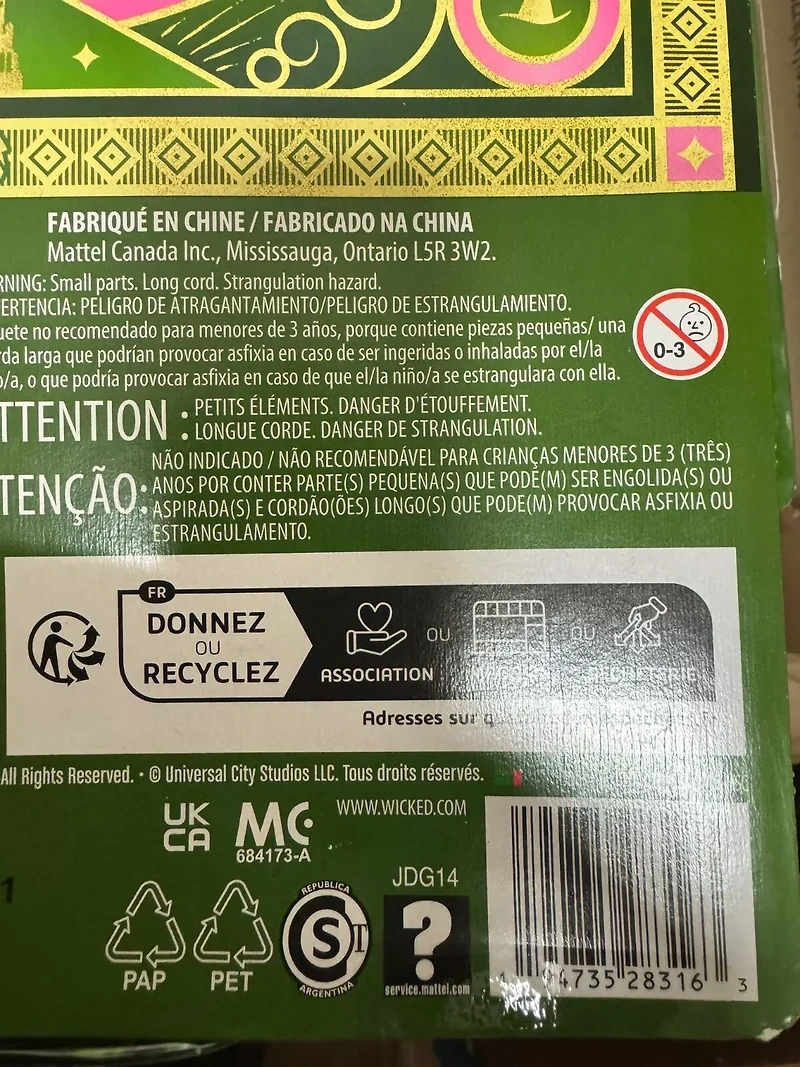 FABRIQUÉ EN CHINE / FABRICADO NA CHINA
Mattel Canada Inc., Mississauga, Ontario L5R 3W2.
RNING: Small parts. Long cord. Strangulation hazard.
ERTENCIA: PELIGRO DE ATRAGANTAMIENTO/PELIGRO DE ESTRANGULAMIENTO.
uete no recomendado para menores de 3 años, porque contiene piezas pequeñas/ una
rda larga que podrían provocar asfixia en caso de ser ingeridos o inhaladas por el/la
o/a, o que podría provocar asfixia en caso de que el/la niño/a se estrangulara con ella.
0-3
TTENTION : PETITS ÉLÉMENTS. DANGER D'ÉTOUFFEMENT.
LONGUE CORDE. DANGER DE STRANGULATION.
TENÇÃO: NÃO INDICADO / NÃO RECOMENDÁVEL PARA CRIANÇAS MENORES DE 3 (TRÊS)
ANOS POR CONTER PARTE(S) PEQUENA(S) QUE PODE(M) SER ENGOLIDA(S) OU
ASPIRADA(S) E CORDÃO(ÕES) LONGO(S) QUE PODE(M) PROVOCAR ASFIXIA OU
ESTRANGULAMENTO.
FR
DONNEZ
OU
RECYCLEZ
ASSOCIATION
OU
OU
Adresses sur
All Rights Reserved. • © Universal City Studios LLC. Tous droits réservés.
UK
CA
MC
684173-A
WWW.WICKED.COM
JDG14
1
PAP
PET
REPUBLICA
S
T
ARGENTINA
?
service.mattel.com
94735 28316 3